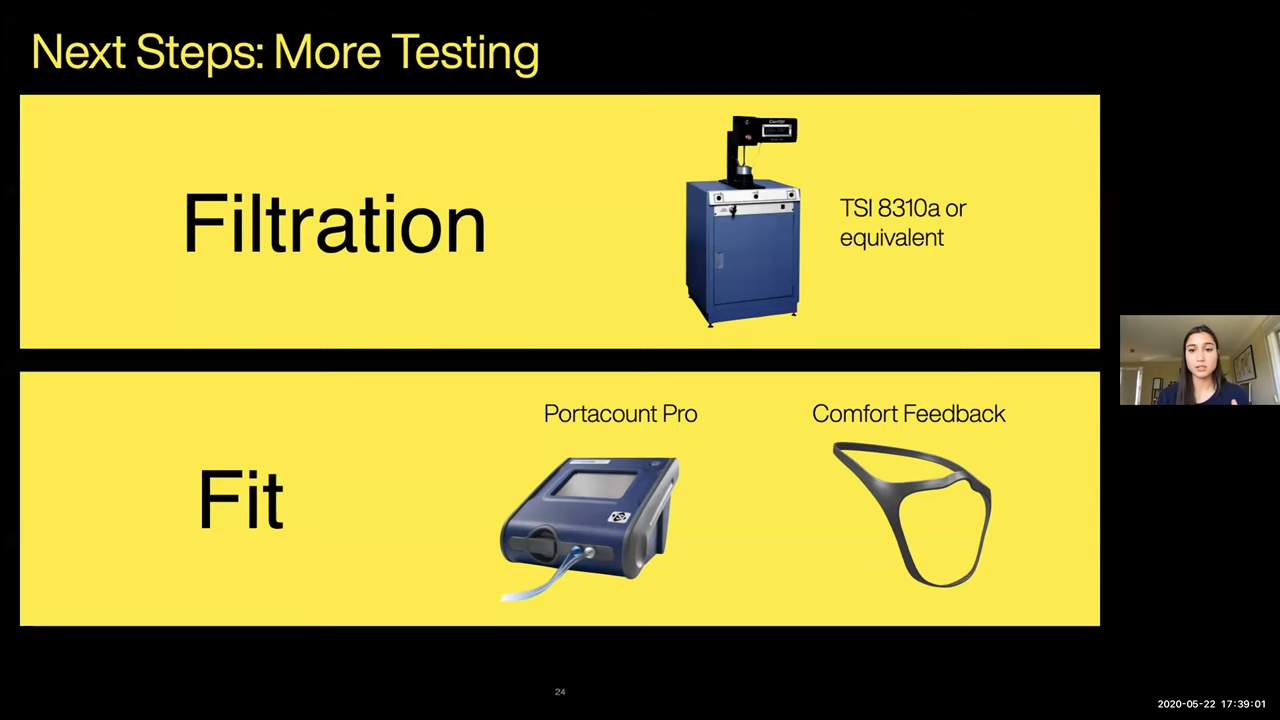 Next Steps: More Testing
Filtration
TSI 8310a or
equivalent
Portacount Pro
Comfort Feedback
Fit
TSI
24
2020-05-22 17:39:01